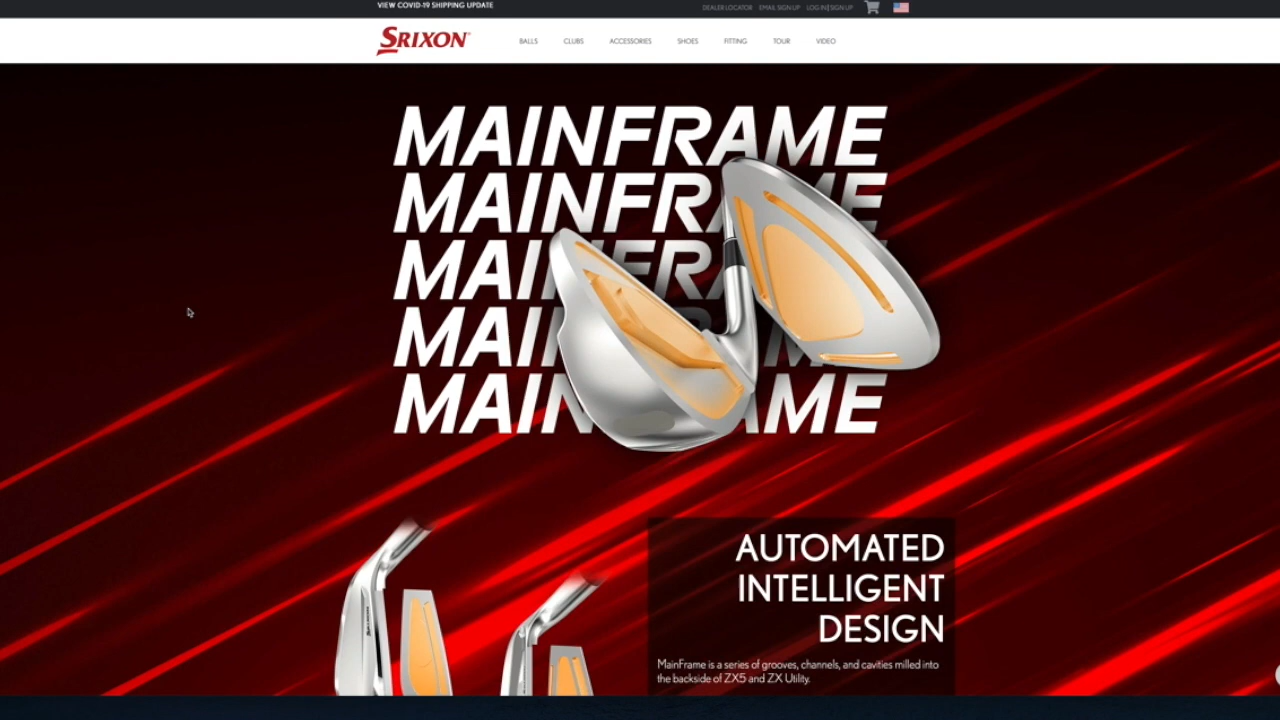 VIEW COVID-19 SHIPPING UPDATE
DEALER LOCATOR EMAIL SIGN-UP LOG IN | SIGN UP
SRIXON
BALLS CLUBS ACCESSORIES SHOES FITTING TOUR VIDEO
MAINFRAME
MAINFRAME
MAINFRAME
MAINFRAME
MAINFRAME
AUTOMATED
INTELLIGENT
DESIGN
MainFrame is a series of grooves, channels, and cavities milled into
the backside of ZX5 and ZX Utility.